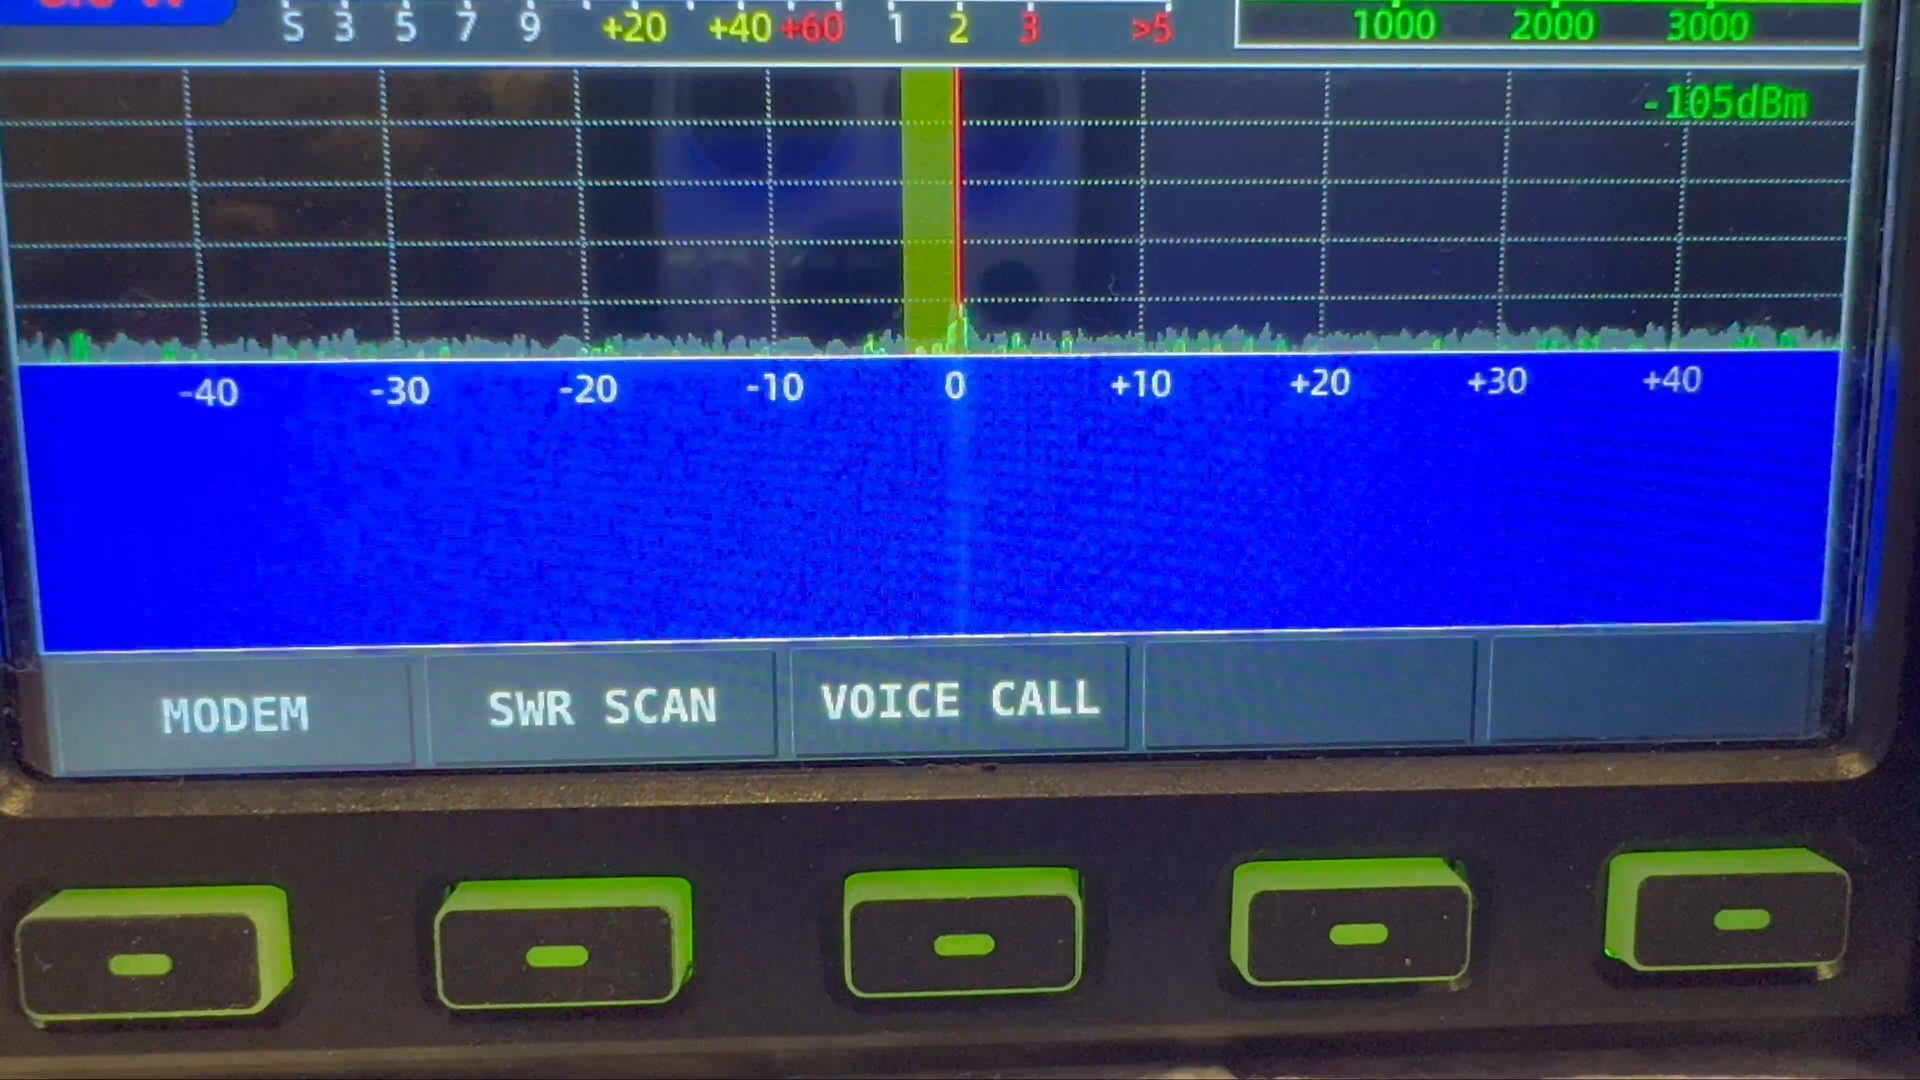 S 3 5 7 9 +20 +40 +60 1 2 3 >5
1000 2000 3000
-105dBm
-40 -30 -20 -10 0 +10 +20 +30 +40
MODEM SWR SCAN VOICE CALL